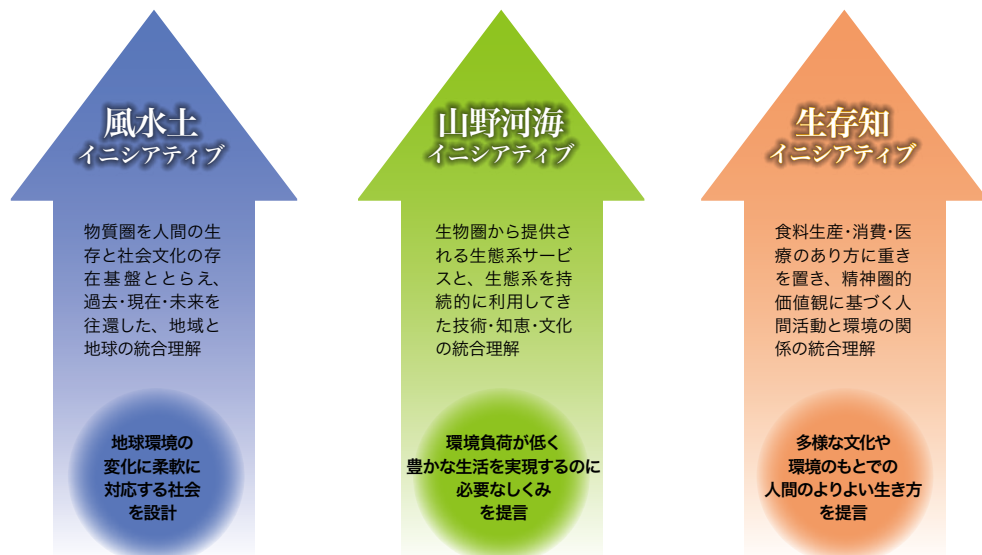 風水土
イニシアティブ
物質圏を人間の生
存と社会文化の存
在基盤ととらえ、
過去・現在・未来を
往還した、地域と
地球の統合理解
地球環境の
変化に柔軟に
対応する社会
を設計
山野河海
イニシアティブ
生物圏から提供さ
れる生態系サービ
スと、生態系を持
続的に利用してき
た技術・知恵・文化
の統合理解
環境負荷が低く
豊かな生活を実現するのに
必要なしくみ
を提言
生存知
イニシアティブ
食料生産・消費・医
療のあり方に重き
を置き、精神圏的
価値観に基づく人
間活動と環境の関
係の統合理解
多様な文化や
環境のもとでの
人間のよりよい生き方
を提言